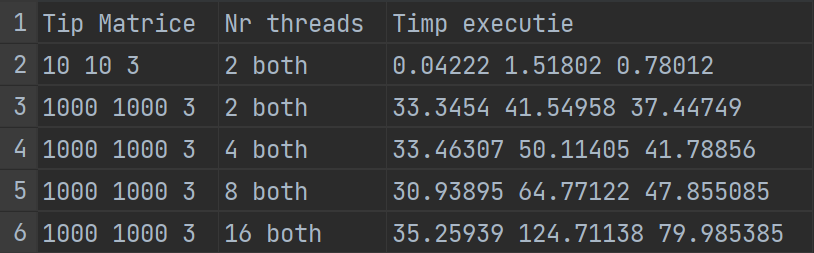 1 Tip Matrice Nr threads Timp executie
2 10 10 3 2 both 0.04222 1.51802 0.78012
3 1000 1000 3 2 both 33.3454 41.54958 37.44749
4 1000 1000 3 4 both 33.46307 50.11405 41.78856
5 1000 1000 3 8 both 30.93895 64.77122 47.855085
6 1000 1000 3 16 both 35.25939 124.71138 79.985385